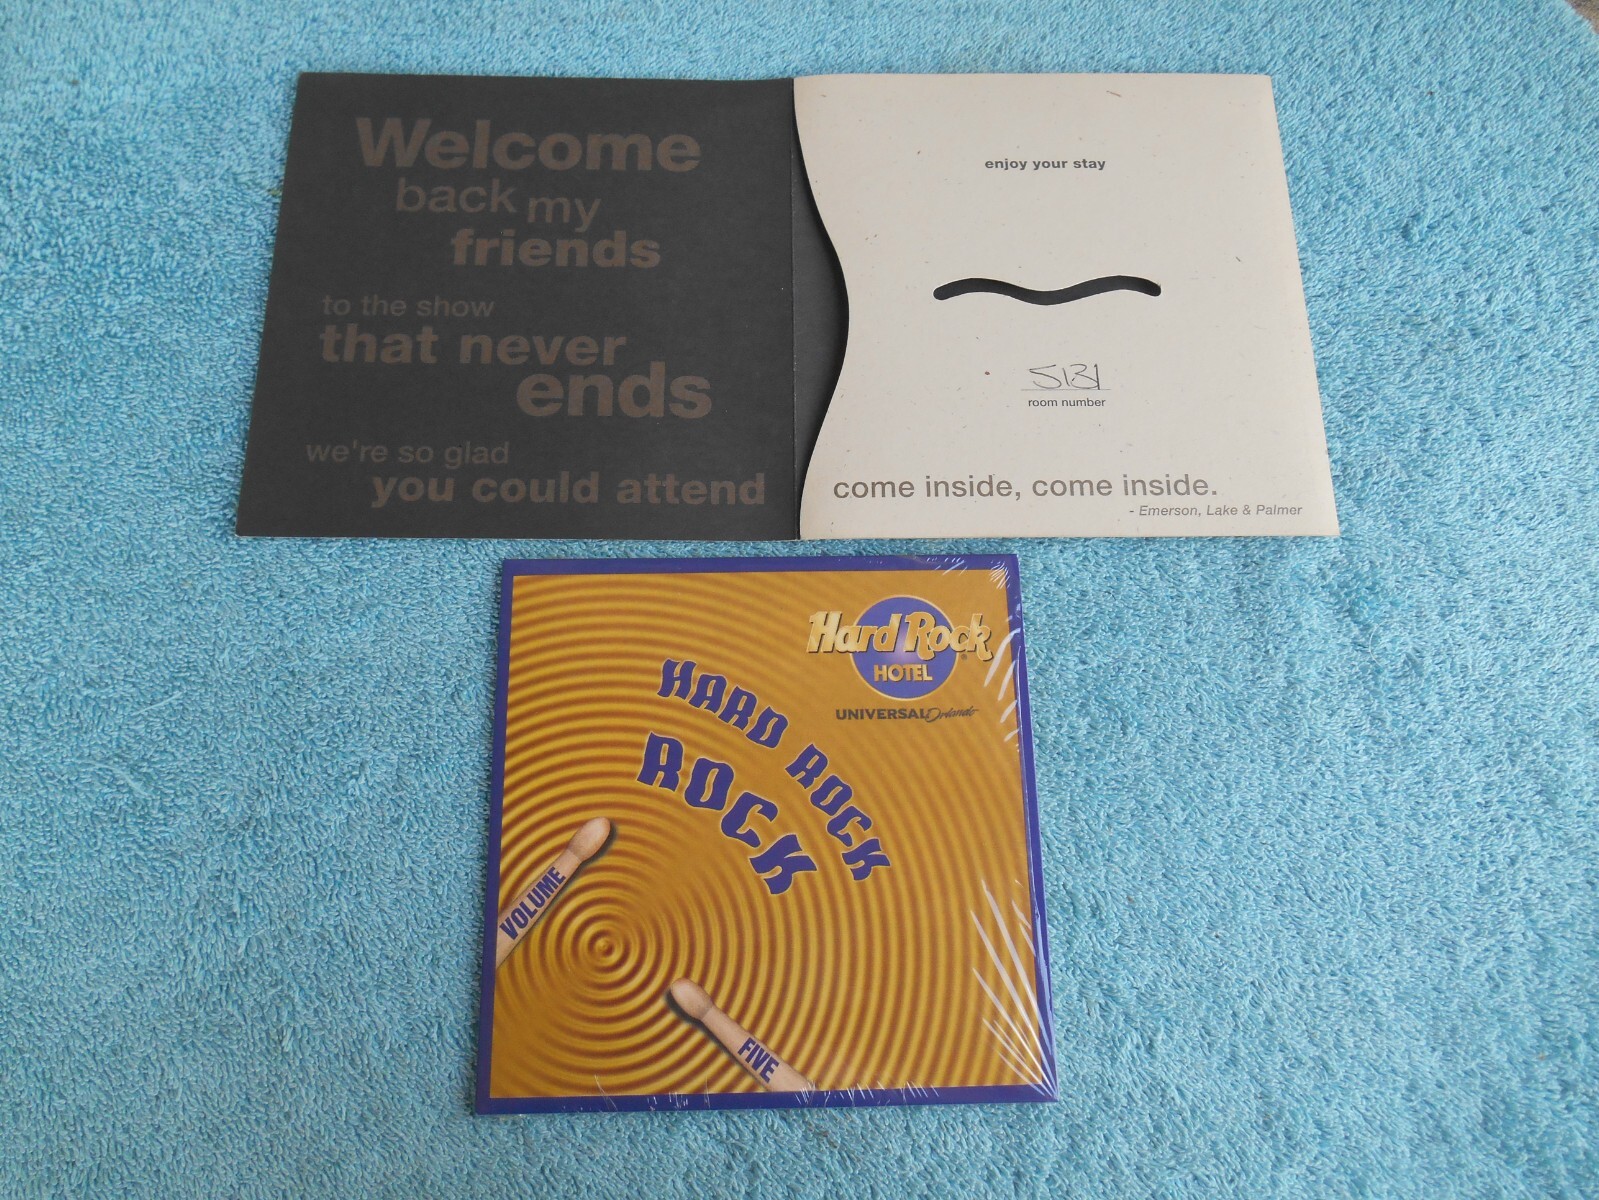 Welcome
back my
friends
to the show
that never
ends
we're so glad
you could attend
enjoy your stay
5131
room number
come inside, come inside.
- Emerson, Lake & Palmer
Hard Rock
HOTEL
UNIVERSAL Orlando
HARD ROCK
ROCK
VOLUME
FIVE